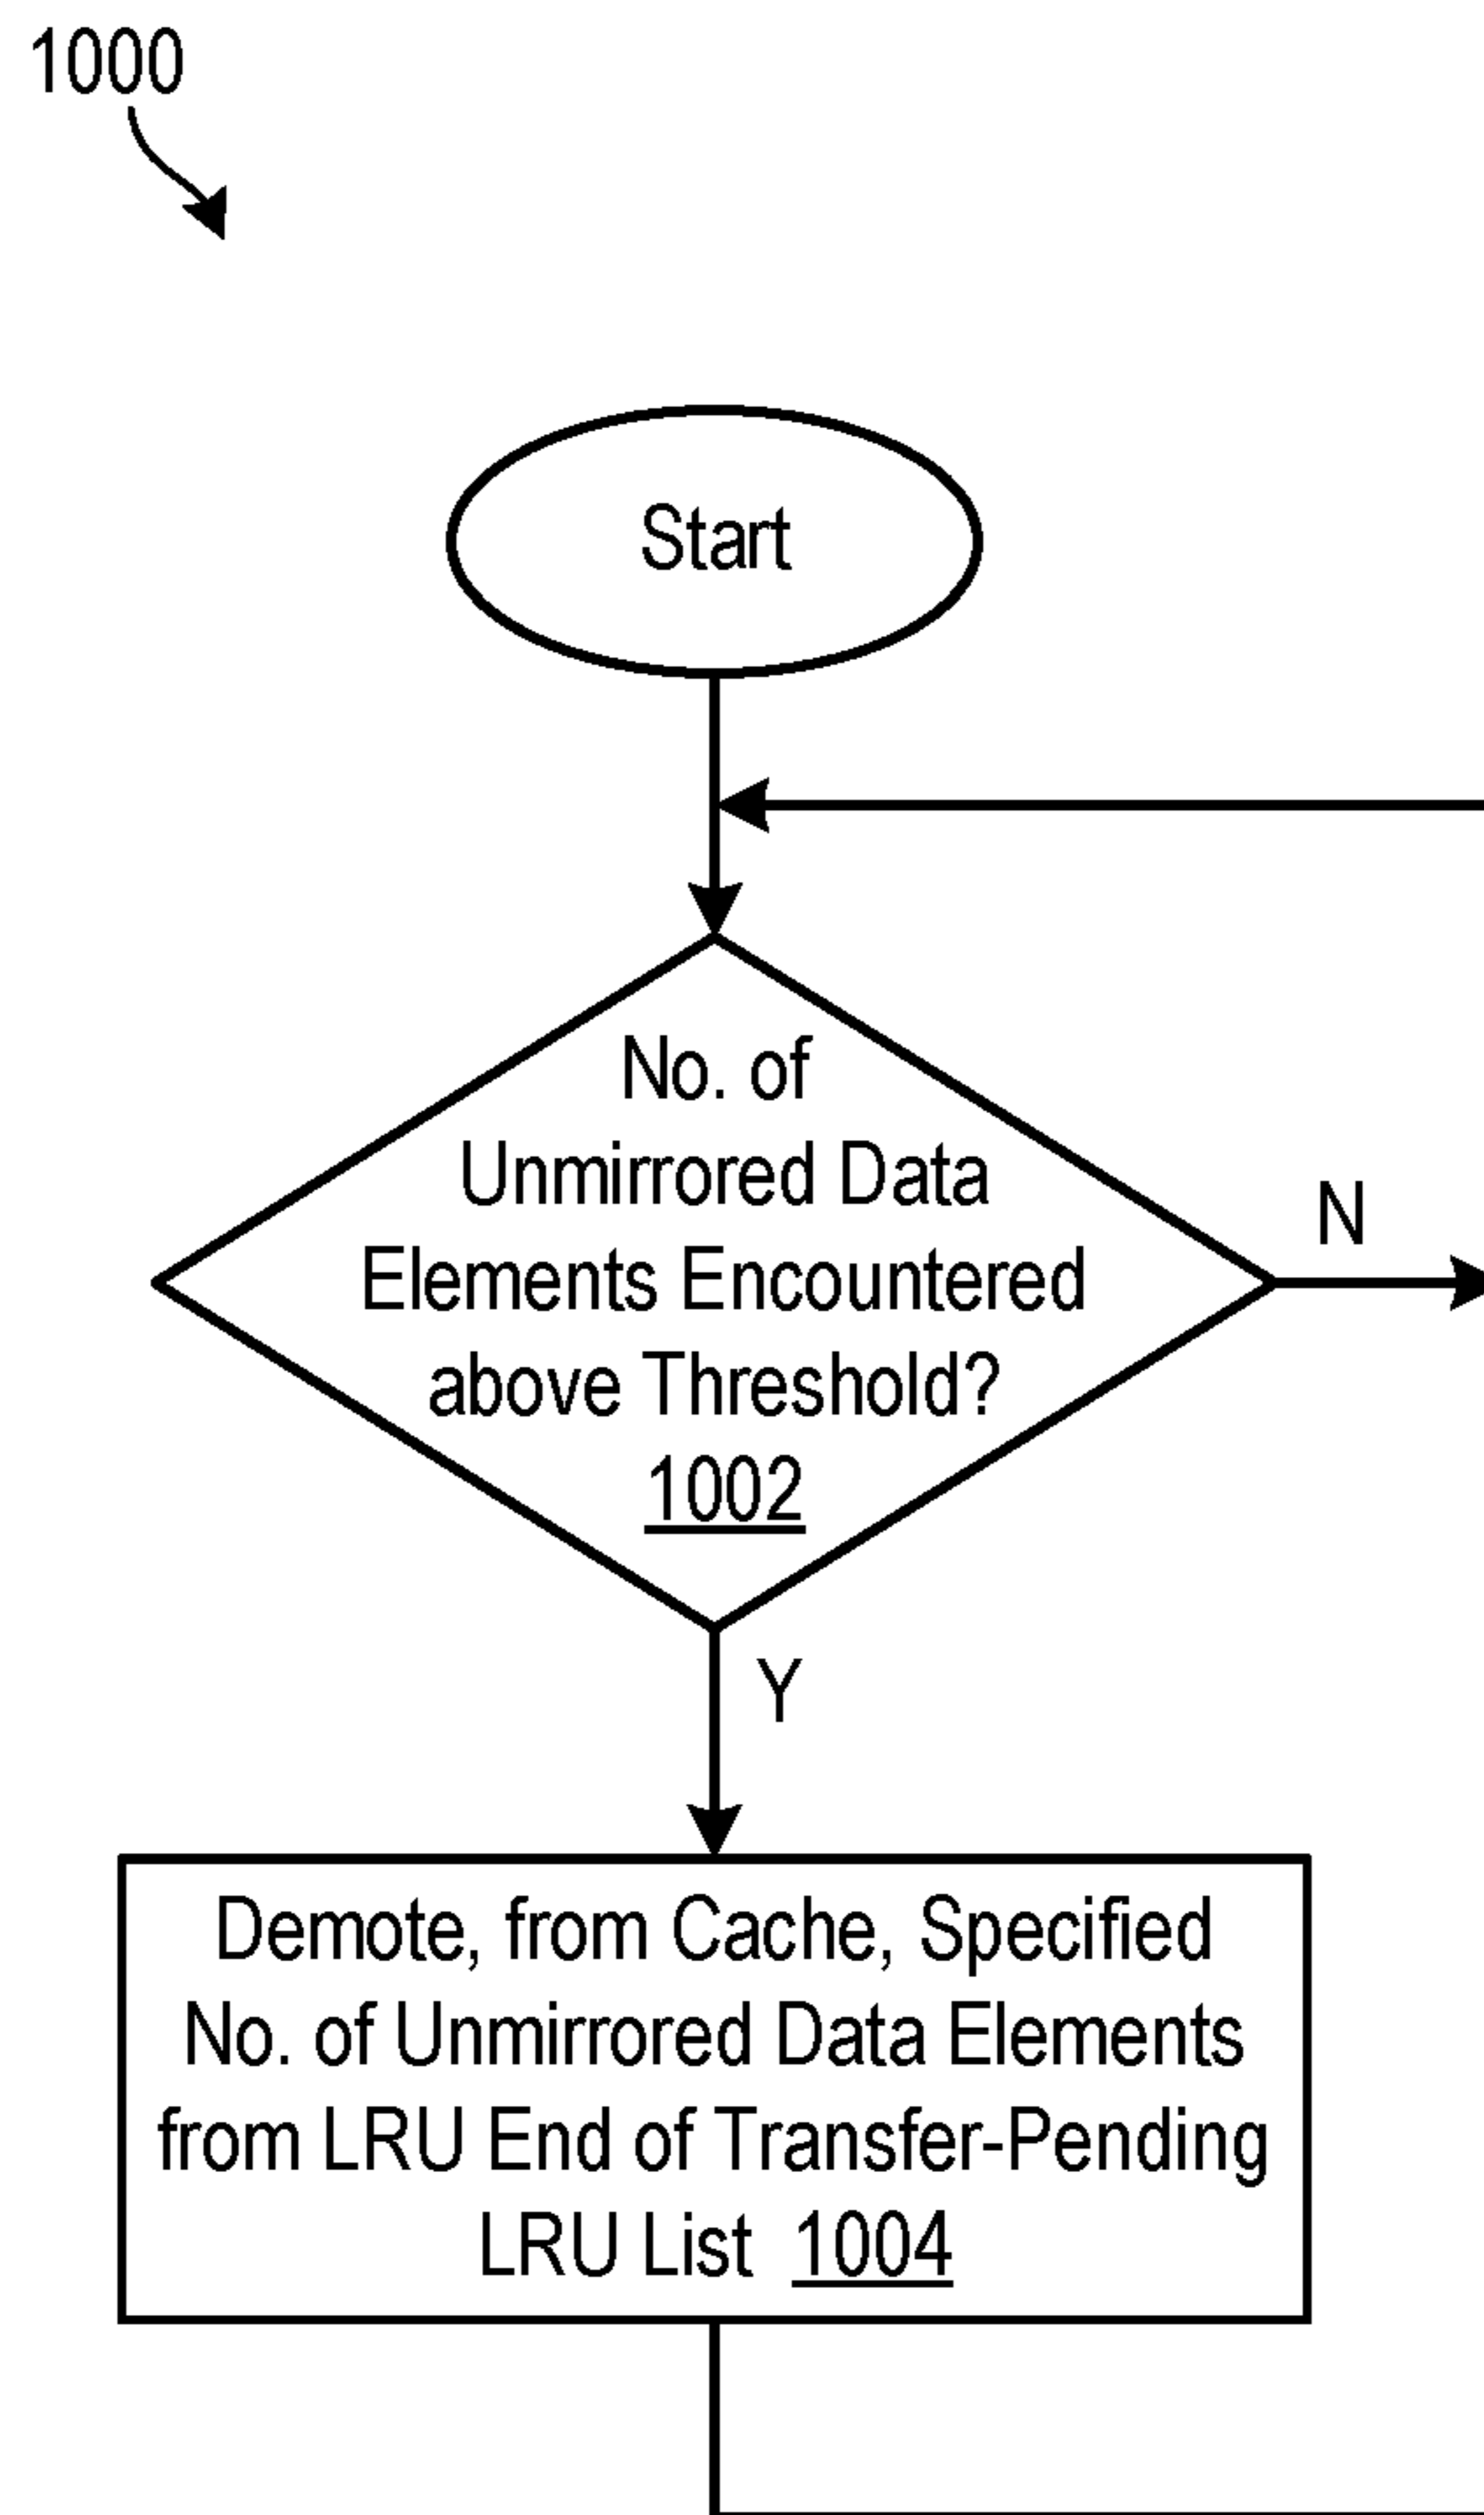 1000
Start
No. of
Unmirrored Data
Elements Encountered
above Threshold?
1002
N
Y
Demote, from Cache, Specified
No. of Unmirrored Data Elements
from LRU End of Transfer-Pending
LRU List 1004